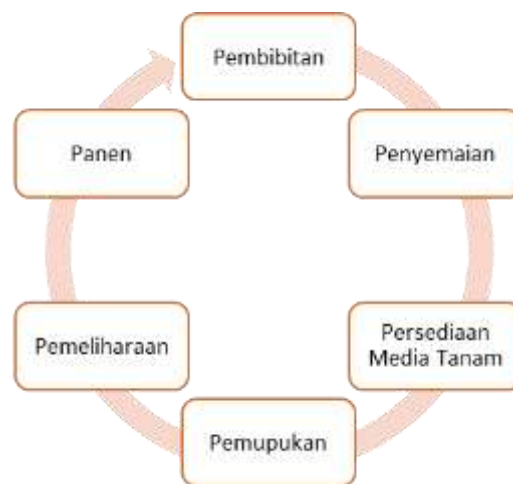 Pembibitan
Penyemaian
Persediaan
Media Tanam
Pemupukan
Pemeliharaan
Panen